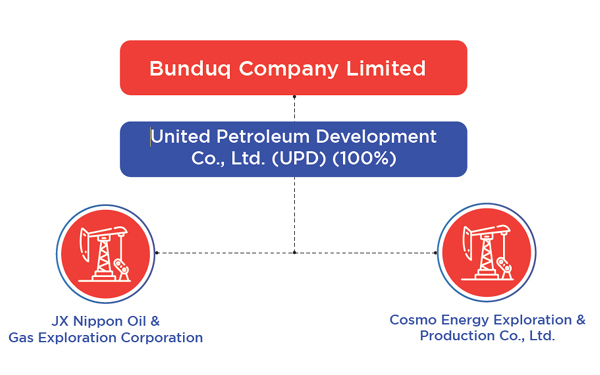 Bunduq Company Limited
United Petroleum Development
Co., Ltd. (UPD) (100%)
JX Nippon Oil &
Gas Exploration Corporation
Cosmo Energy Exploration &
Production Co., Ltd.